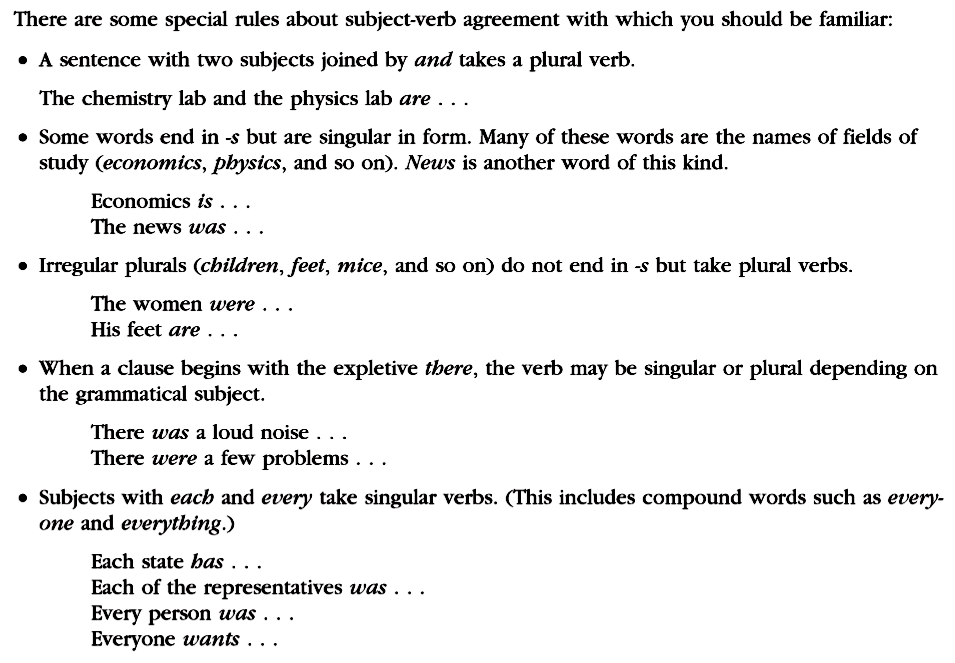 There are some special rules about subject-verb agreement with which you should be familiar:
• A sentence with two subjects joined by and takes a plural verb.
The chemistry lab and the physics lab are . . .
• Some words end in -s but are singular in form. Many of these words are the names of fields of
study (economics, physics, and so on). News is another word of this kind.
Economics is . . .
The news was . . .
• Irregular plurals (children, feet, mice, and so on) do not end in -s but take plural verbs.
The women were . . .
His feet are . . .
• When a clause begins with the expletive there, the verb may be singular or plural depending on
the grammatical subject.
There was a loud noise . . .
There were a few problems . . .
• Subjects with each and every take singular verbs. (This includes compound words such as every-
one and everything.)
Each state has . . .
Each of the representatives was . . .
Every person was . . .
Everyone wants . . .